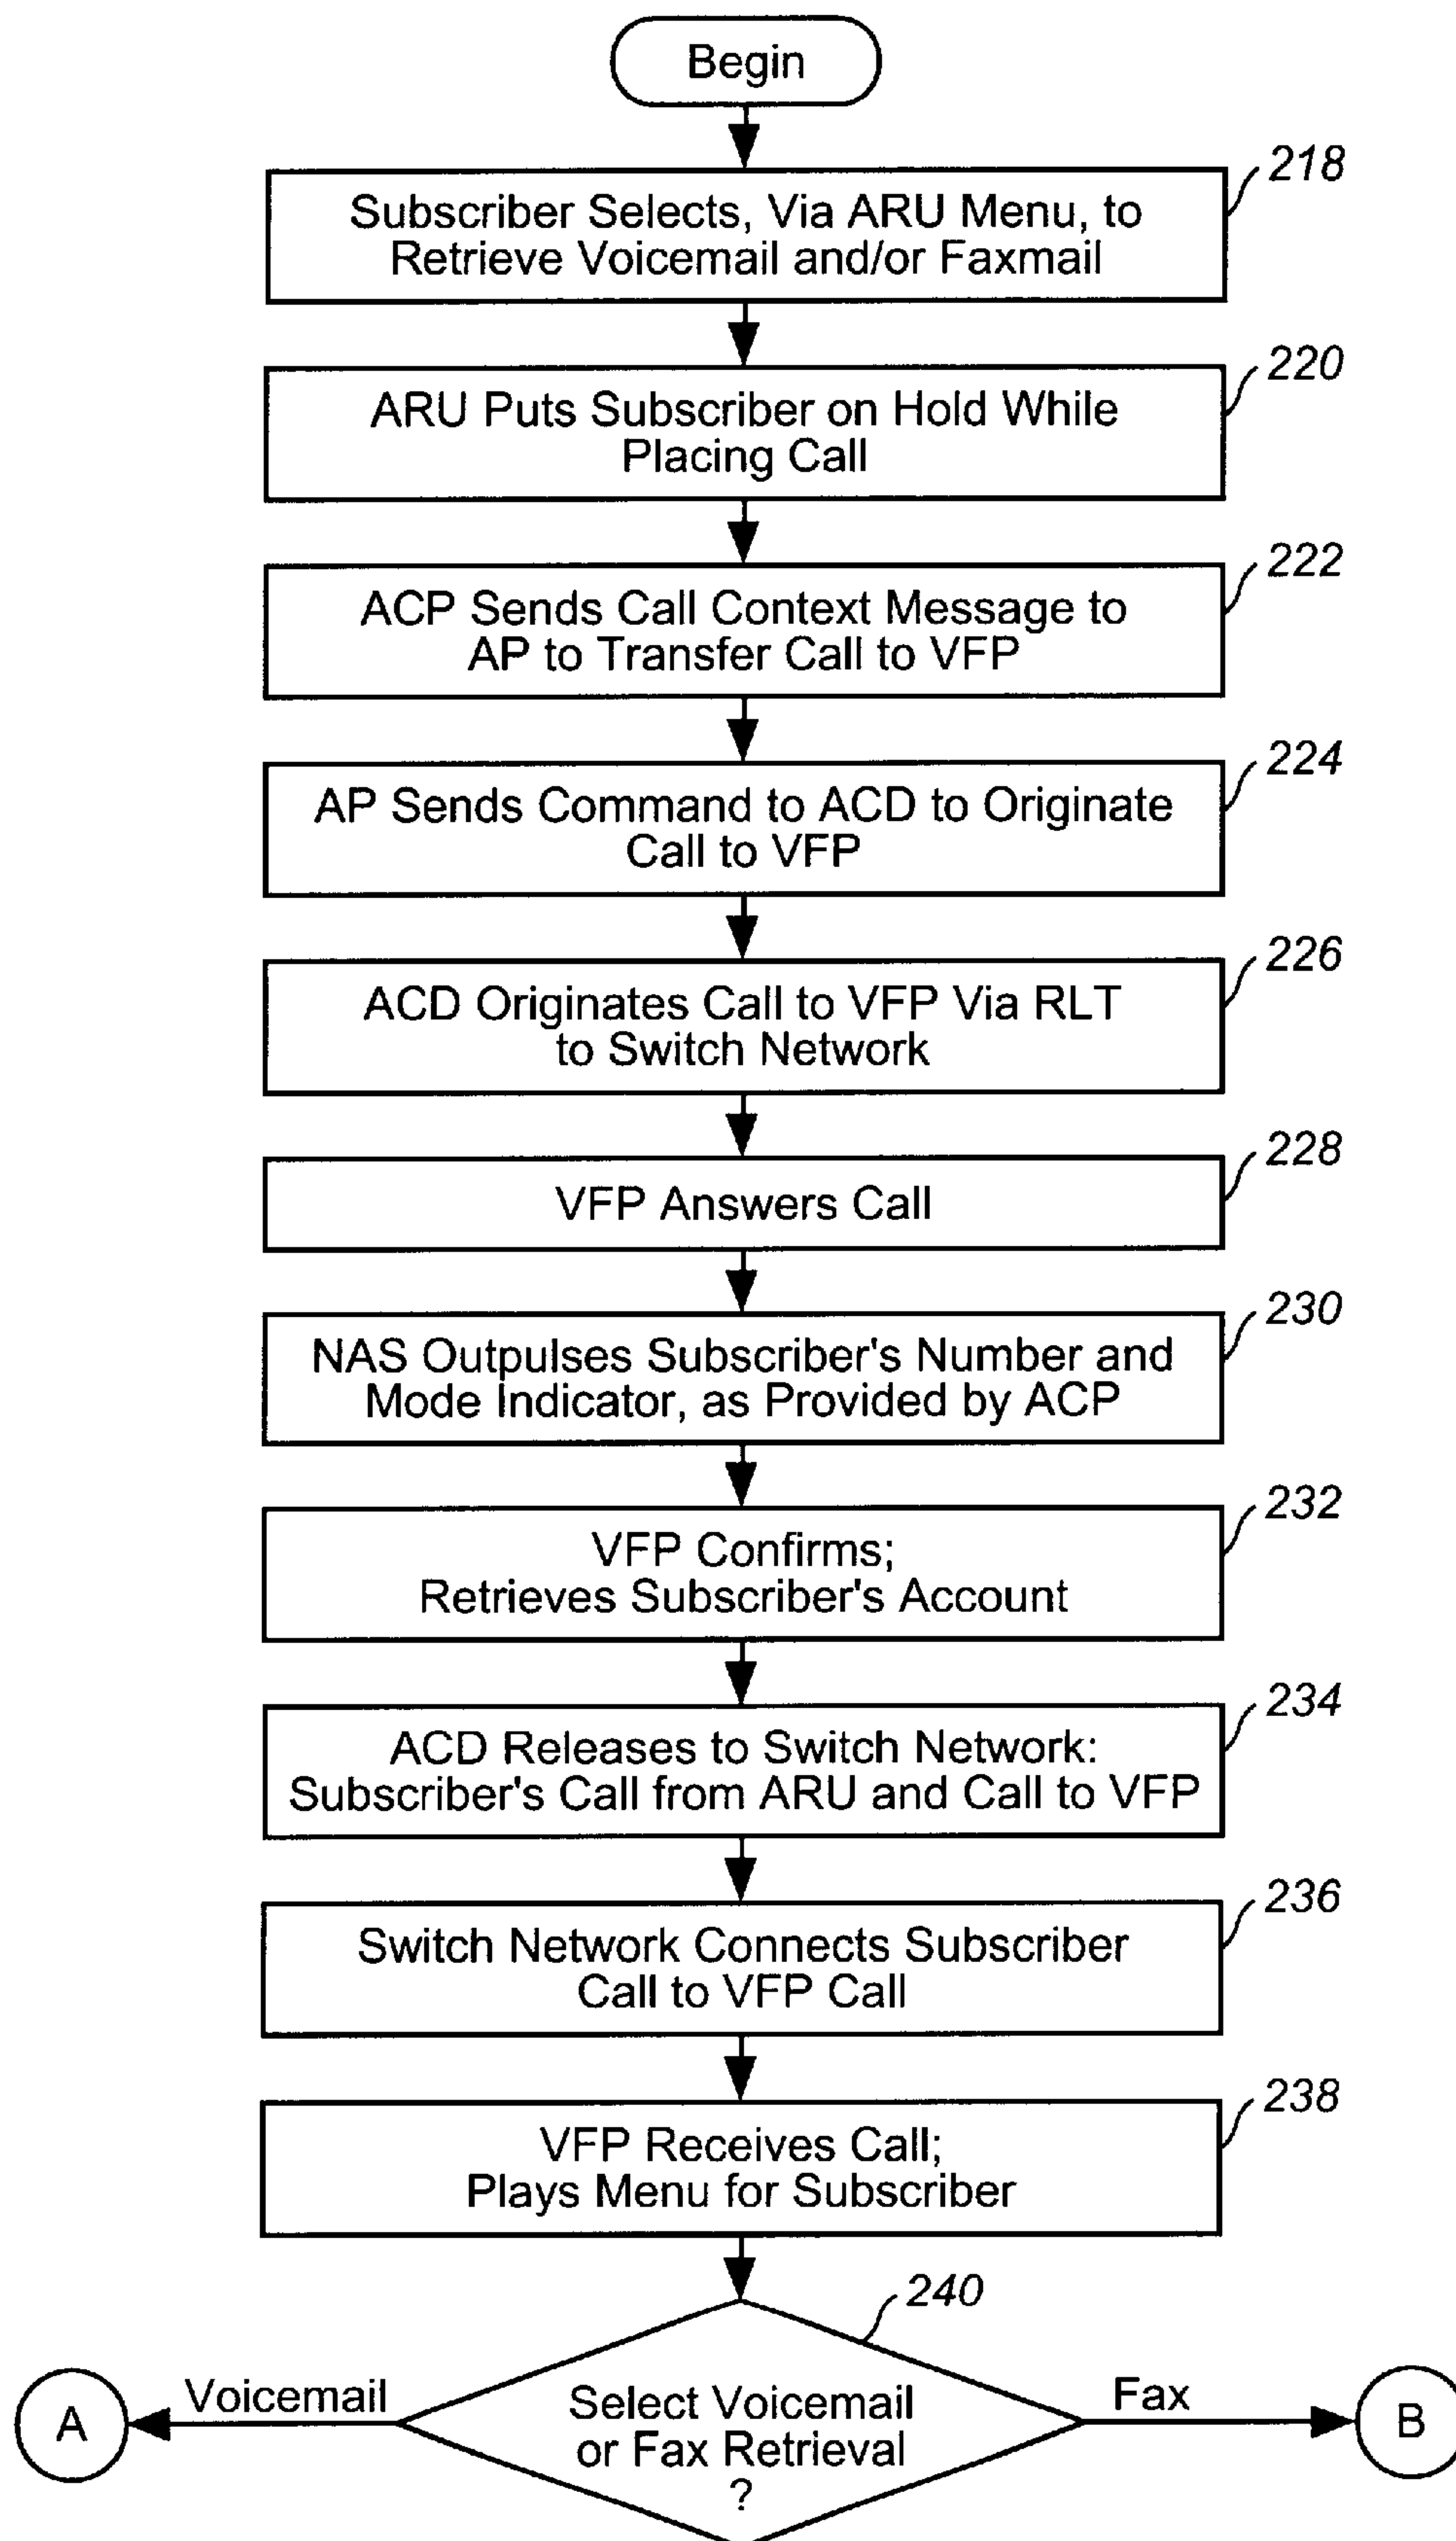 Begin
218
Subscriber Selects, Via ARU Menu, to
Retrieve Voicemail and/or Faxmail
220
ARU Puts Subscriber on Hold While
Placing Call
222
ACP Sends Call Context Message to
AP to Transfer Call to VFP
224
AP Sends Command to ACD to Originate
Call to VFP
226
ACD Originates Call to VFP Via RLT
to Switch Network
228
VFP Answers Call
230
NAS Outpulses Subscriber's Number and
Mode Indicator, as Provided by ACP
232
VFP Confirms;
Retrieves Subscriber's Account
234
ACD Releases to Switch Network:
Subscriber's Call from ARU and Call to VFP
236
Switch Network Connects Subscriber
Call to VFP Call
238
VFP Receives Call;
Plays Menu for Subscriber
240
A
Voicemail
Select Voicemail
or Fax Retrieval
?
Fax
B